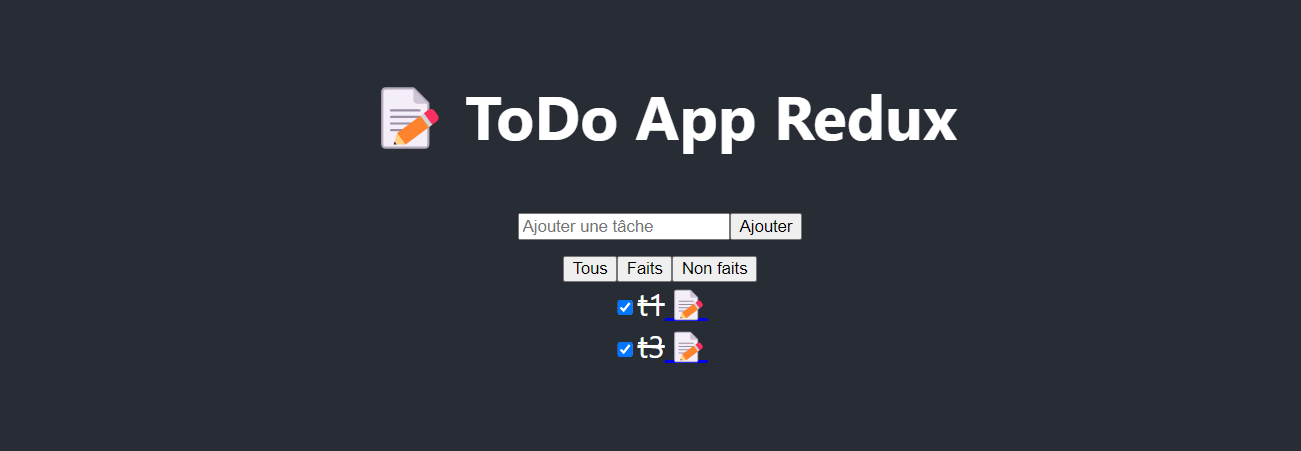 ToDo App Redux
Ajouter une tâche Ajouter
Tous Faits Non faits
t1
t3